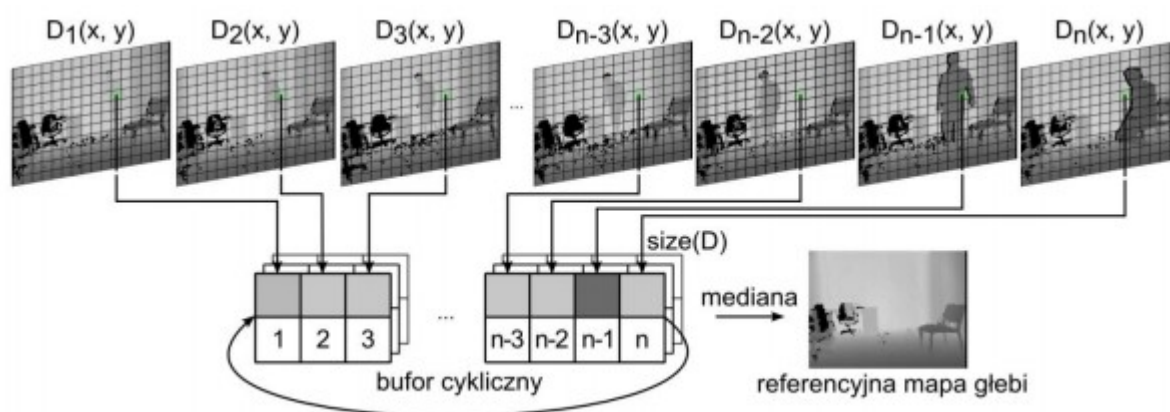 D1(x, y) D2(x, y) D3(x, y) Dn-3(x, y) Dn-2(x, y) Dn-1(x, y) Dn(x, y)
...
size(D)
mediana
1 2 3 ... n-3 n-2 n-1 n
bufor cykliczny
referencyjna mapa głębi